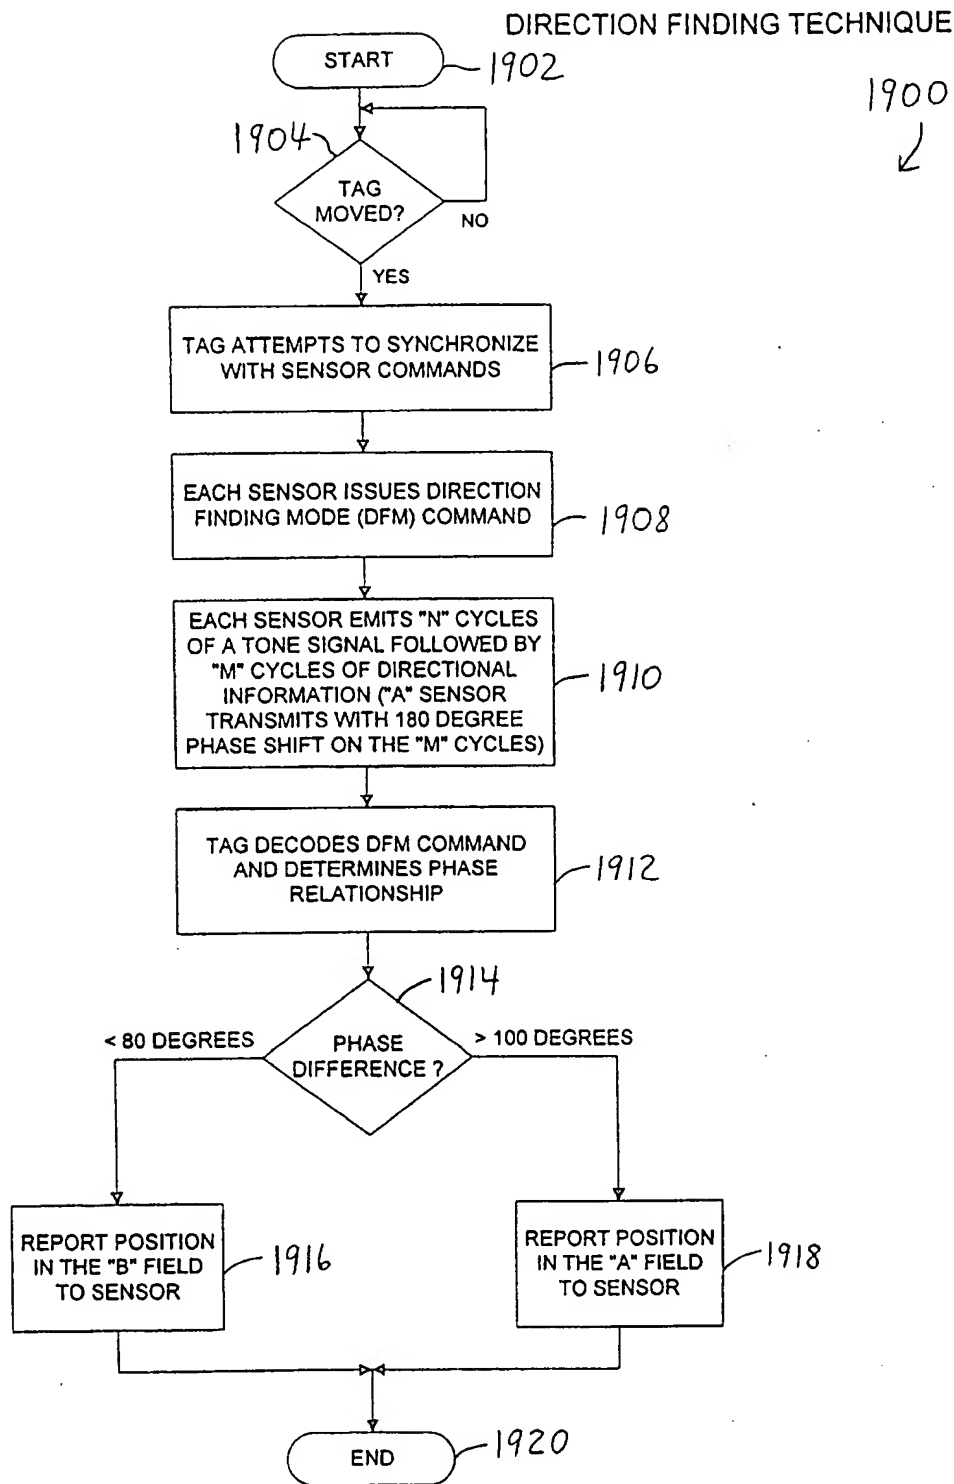 DIRECTION FINDING TECHNIQUE
START
1902
1900
1904
TAG
MOVED?
NO
YES
TAG ATTEMPTS TO SYNCHRONIZE
WITH SENSOR COMMANDS
1906
EACH SENSOR ISSUES DIRECTION
FINDING MODE (DFM) COMMAND
1908
EACH SENSOR EMITS "N" CYCLES
OF A TONE SIGNAL FOLLOWED BY
"M" CYCLES OF DIRECTIONAL
INFORMATION ("A" SENSOR
TRANSMITS WITH 180 DEGREE
PHASE SHIFT ON THE "M" CYCLES)
1910
TAG DECODES DFM COMMAND
AND DETERMINES PHASE
RELATIONSHIP
1912
1914
< 80 DEGREES
PHASE
DIFFERENCE ?
> 100 DEGREES
REPORT POSITION
IN THE "B" FIELD
TO SENSOR
1916
REPORT POSITION
IN THE "A" FIELD
TO SENSOR
1918
END
1920